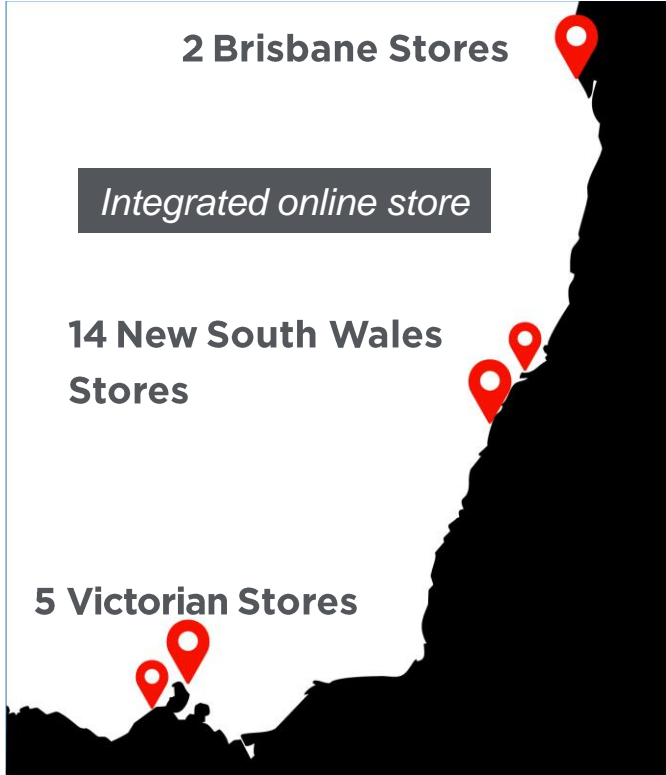 2 Brisbane Stores
Integrated online store
14 New South Wales
Stores
5 Victorian Stores